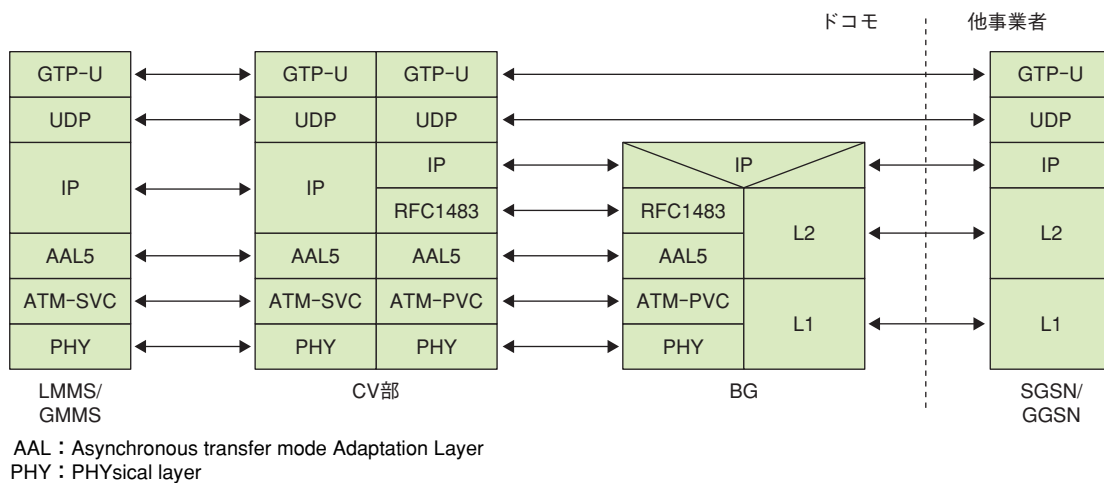 ドコモ 他事業者
GTP-U GTP-U GTP-U GTP-U
UDP UDP UDP UDP
IP IP IP IP IP
RFC1483 RFC1483 L2 L2
AAL5 AAL5 AAL5 AAL5
ATM-SVC ATM-SVC ATM-PVC ATM-PVC L1 L1
PHY PHY PHY PHY
LMMS/
GMMS
CV部
BG
SGSN/
GGSN
AAL：Asynchronous transfer mode Adaptation Layer
PHY：PHYsical layer